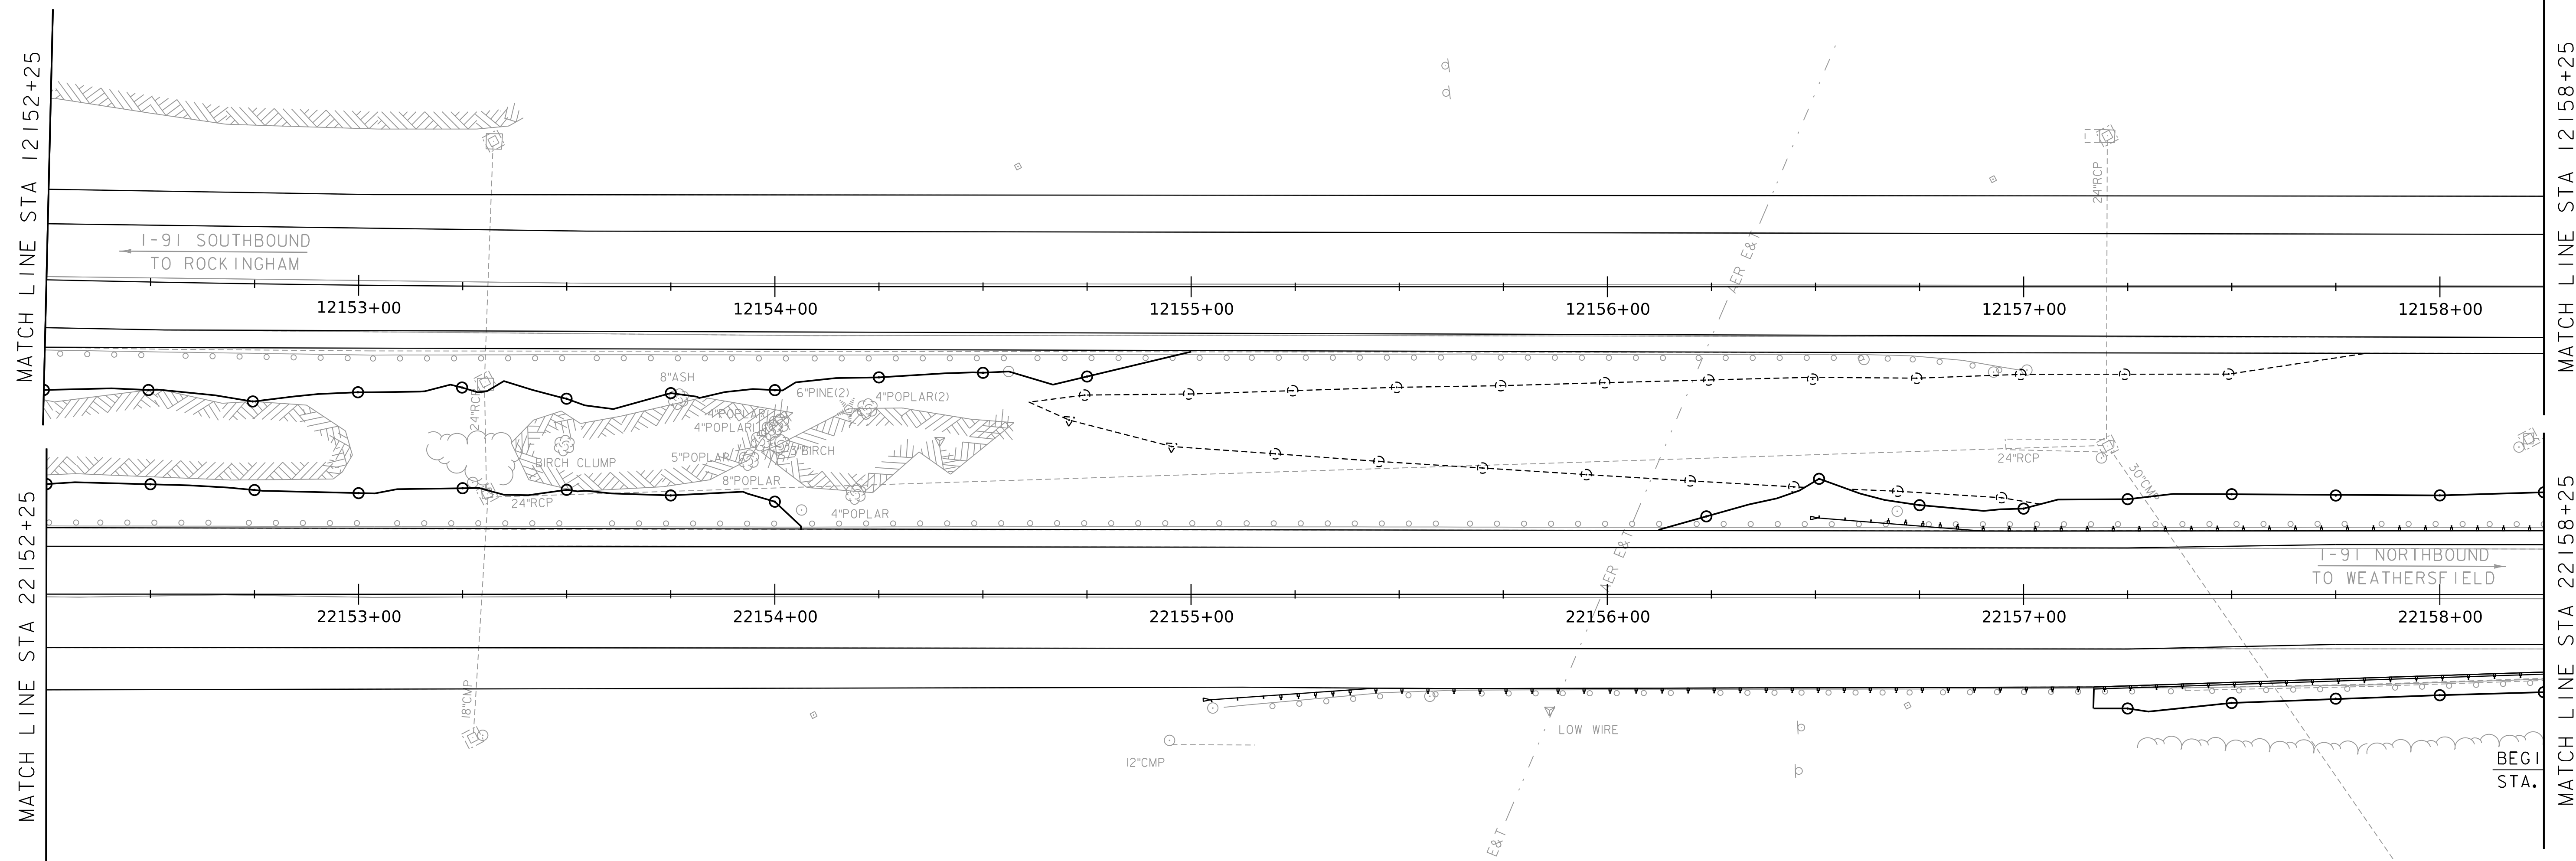 MATCH LINE STA 12152+25
MATCH LINE STA 12158+25
I-91 SOUTHBOUND
TO ROCKINGHAM
24"RCP
AER E&T
12153+00
12154+00
12155+00
12156+00
12157+00
12158+00
8"ASH
6"PINE(2)
4"POPLAR(2)
24"RCP
4"POPLAR
4"POPLAR
5"POPLAR
3"BIRCH
BIRCH CLUMP
8"POPLAR
24"RCP
4"POPLAR
24"RCP
30"CMP
AER E&T
I-91 NORTHBOUND
TO WEATHERSFIELD
MATCH LINE STA 22152+25
MATCH LINE STA 22158+25
22153+00
22154+00
22155+00
22156+00
22157+00
22158+00
18"CMP
LOW WIRE
12"CMP
E&T
BEGI
STA.